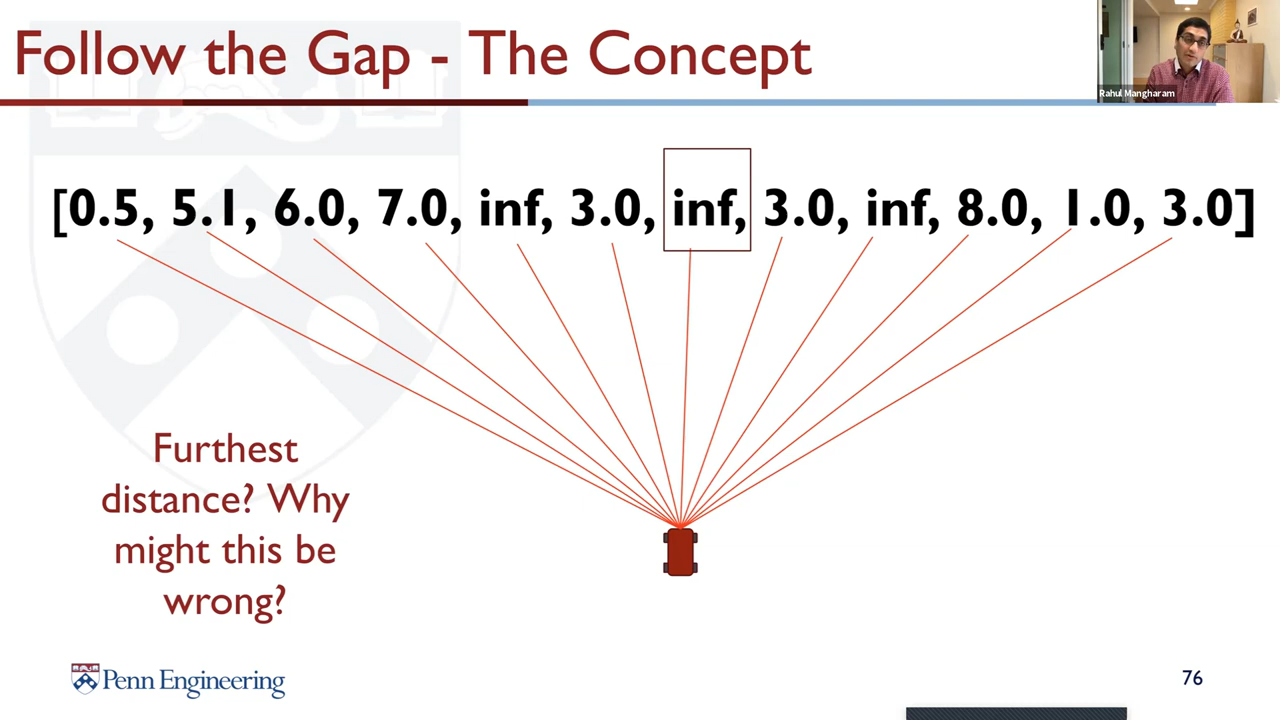 Follow the Gap - The Concept
Rahul Mangharam
[0.5, 5.1, 6.0, 7.0, inf, 3.0, inf, 3.0, inf, 8.0, 1.0, 3.0]
Furthest
distance? Why
might this be
wrong?
Penn Engineering
76